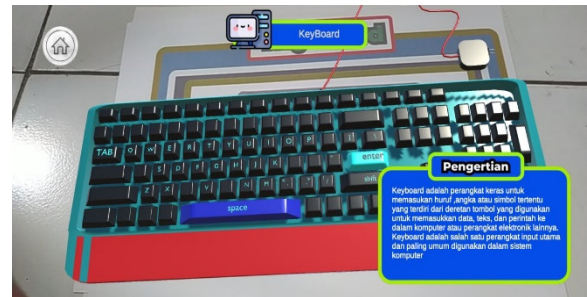 KeyBoard
TAB Q W E R T Y U I O P
S D F G H J K L
enter
Z X C V B N M
shift
space
Pengertian
Keyboard adalah perangkat keras untuk
memasukan huruf ,angka atau simbol tertentu
yang terdiri dari deretan tombol yang digunakan
untuk memasukkan data, teks, dan perintah ke
dalam komputer atau perangkat elektronik lainnya.
Keyboard adalah salah satu perangkat input utama
dan paling umum digunakan dalam sistem
komputer